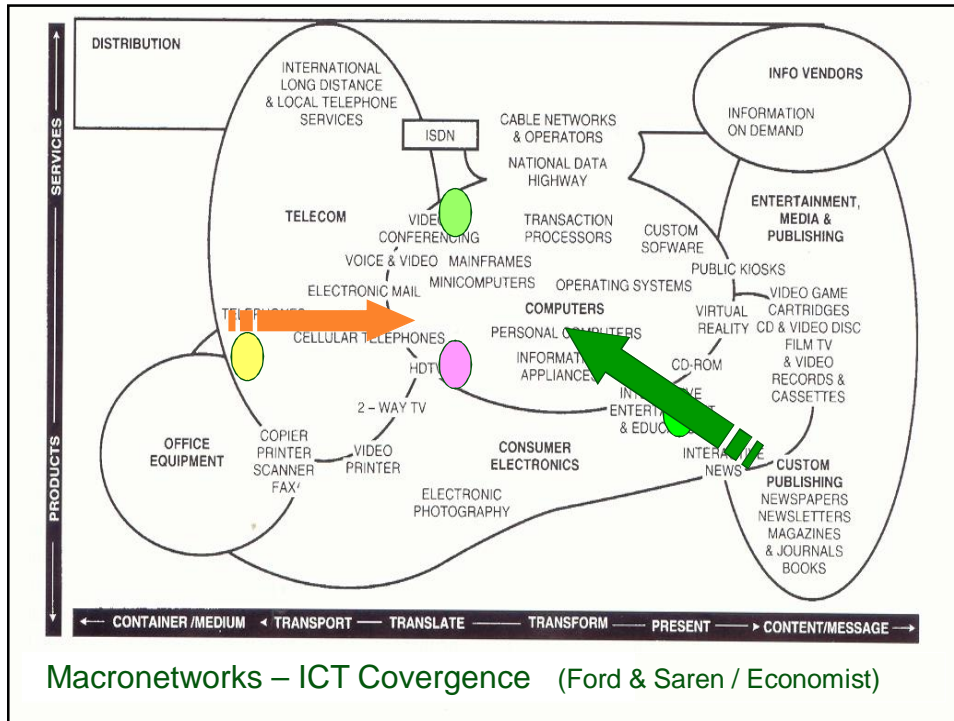 DISTRIBUTION
INTERNATIONAL
LONG DISTANCE
& LOCAL TELEPHONE
SERVICES
ISDN
CABLE NETWORKS
& OPERATORS
NATIONAL DATA
HIGHWAY
INFO VENDORS
INFORMATION
ON DEMAND
SERVICES
PRODUCTS
TELECOM
CONFERENCING
VOICE & VIDEO
ELECTRONIC MAIL
CELLULAR TELEPHONES
TRANSACTION
PROCESSORS
MAINFRAMES
MINICOMPUTERS
OPERATING SYSTEMS
CUSTOM
SOFWARE
PUBLIC KIOSKS
ENTERTAINMENT,
MEDIA &
PUBLISHING
COMPUTERS
PERSONAL COMPUTERS
APPLIANCES
VIRTUAL
REALITY
CD-ROM
VIDEO GAME
CARTRIDGES
CD & VIDEO DISC
FILM TV
& VIDEO
RECORDS &
CASSETTES
HDTV
2 – WAY TV
VIDEO
PRINTER
OFFICE
EQUIPMENT
COPIER
PRINTER
SCANNER
FAX
CONSUMER
ELECTRONICS
ELECTRONIC
PHOTOGRAPHY
NEWS
CUSTOM
PUBLISHING
NEWSPAPERS
NEWSLETTERS
MAGAZINES
& JOURNALS
BOOKS
CONTAINER /MEDIUM TRANSPORT TRANSLATE TRANSFORM PRESENT CONTENT/MESSAGE
Macronetworks – ICT Covergence (Ford & Saren / Economist)